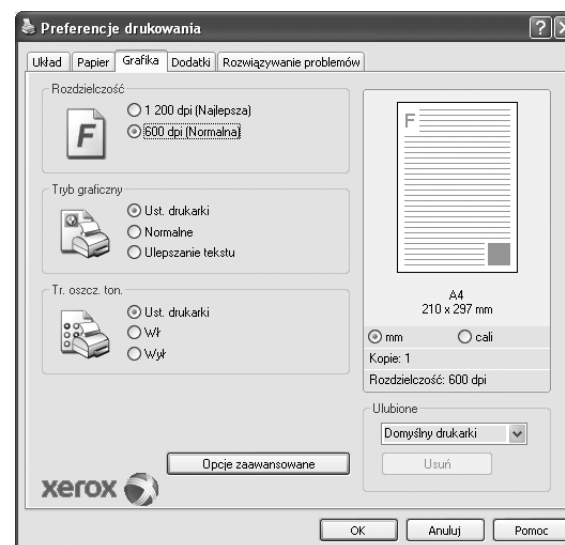 Preferencje drukowania
Układ Papier Grafika Dodatki Rozwiązywanie problemów
Rozdzielczość
1 200 dpi (Najlepsza)
600 dpi (Normalna)
F
Tryb graficzny
Ust. drukarki
Normalne
Ulepszanie tekstu
Tr. oszcz. ton.
Ust. drukarki
Wł
Wył
Opcje zaawansowane
xerox
F
A4
210 x 297 mm
mm cali
Kopie: 1
Rozdzielczość: 600 dpi
Ulubione
Domyślny drukarki
Usuń
OK Anuluj Pomoc